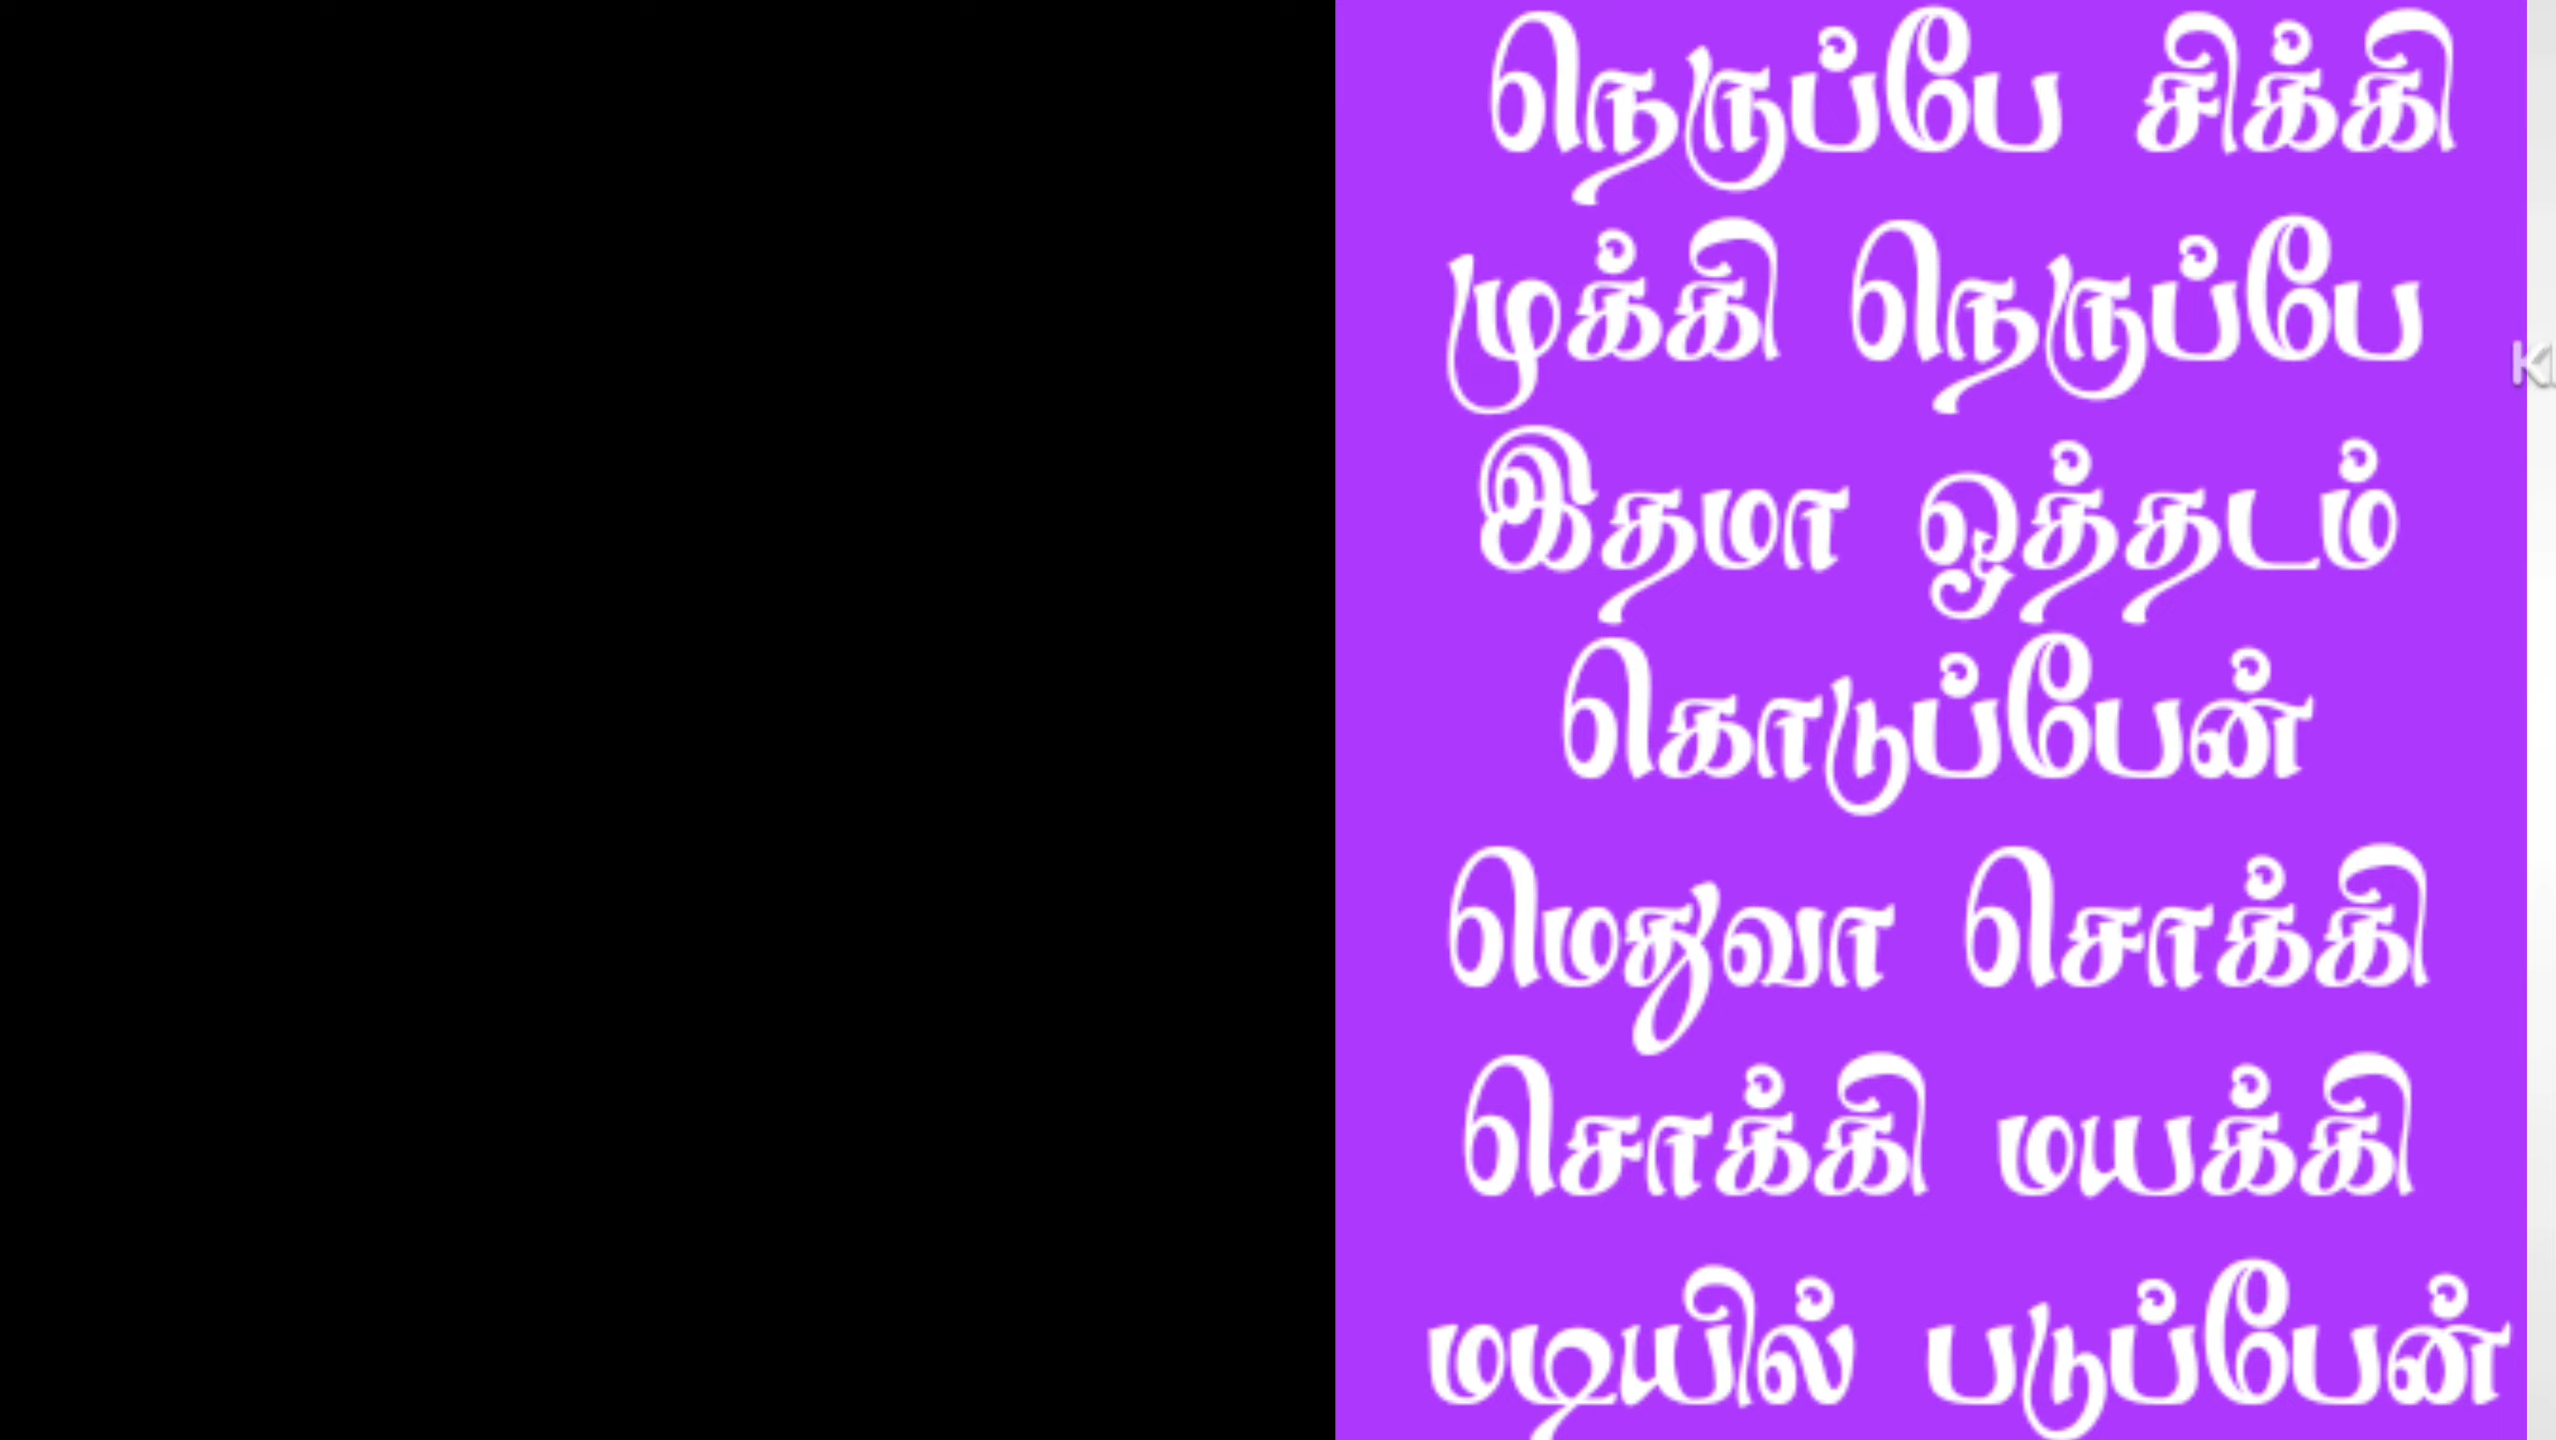 நெருப்பே சிக்கி
முக்கி நெருப்பே
இதமா ஒத்தடம்
கொடுப்பேன்
மெதுவா சொக்கி
சொக்கி மயக்கி
மடியில் படுப்பேன்